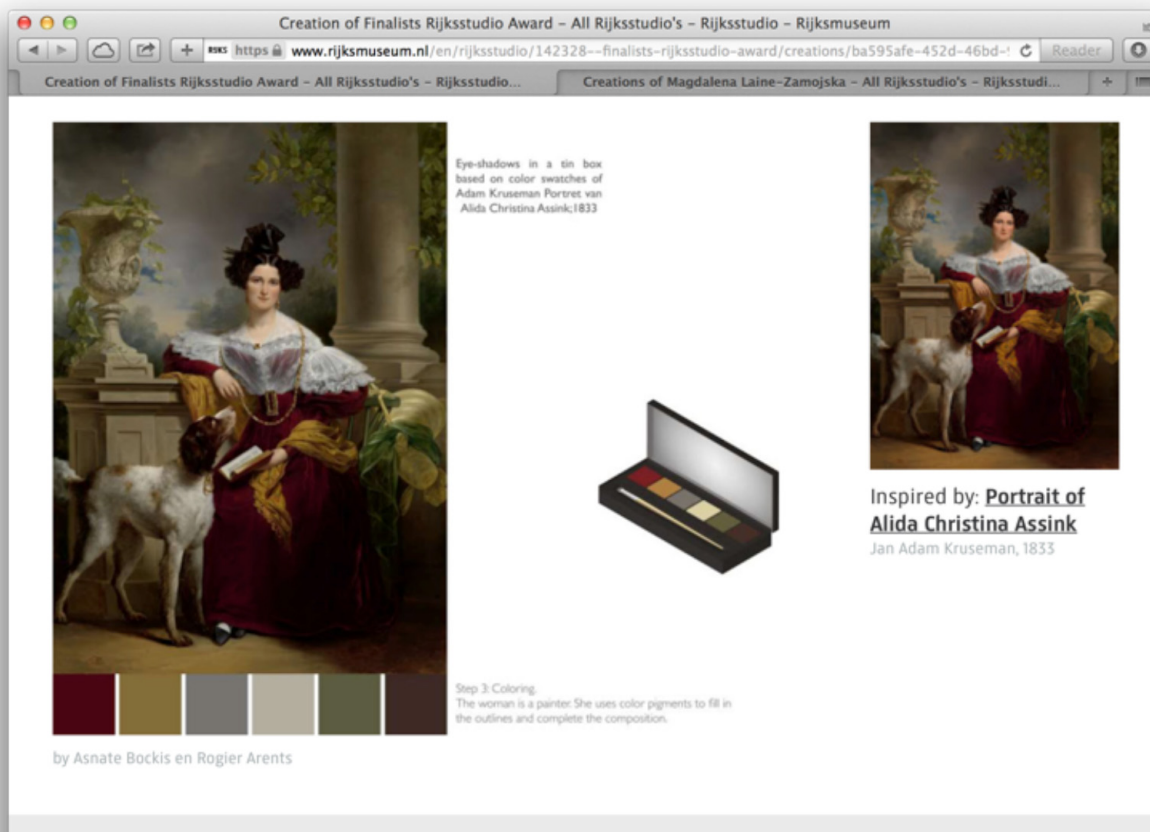 Creation of Finalists Rijksstudio Award – All Rijksstudio's – Rijksstudio – Rijksmuseum
RIJKS https www.rijksmuseum.nl/en/rijksstudio/142328--finalists-rijksstudio-award/creations/ba595afe-452d-46bd-
Reader
Creation of Finalists Rijksstudio Award – All Rijksstudio's – Rijksstudio...
Creations of Magdalena Laine-Zamojska – All Rijksstudio's – Rijksstudi...
Eye-shadows in a tin box
based on color swatches of
Adam Kruseman Portret van
Alida Christina Assink;1833
Inspired by: Portrait of
Alida Christina Assink
Jan Adam Kruseman, 1833
Step 3: Coloring.
The woman is a painter. She uses color pigments to fill in
the outlines and complete the composition.
by Asnate Bockis en Rogier Arents